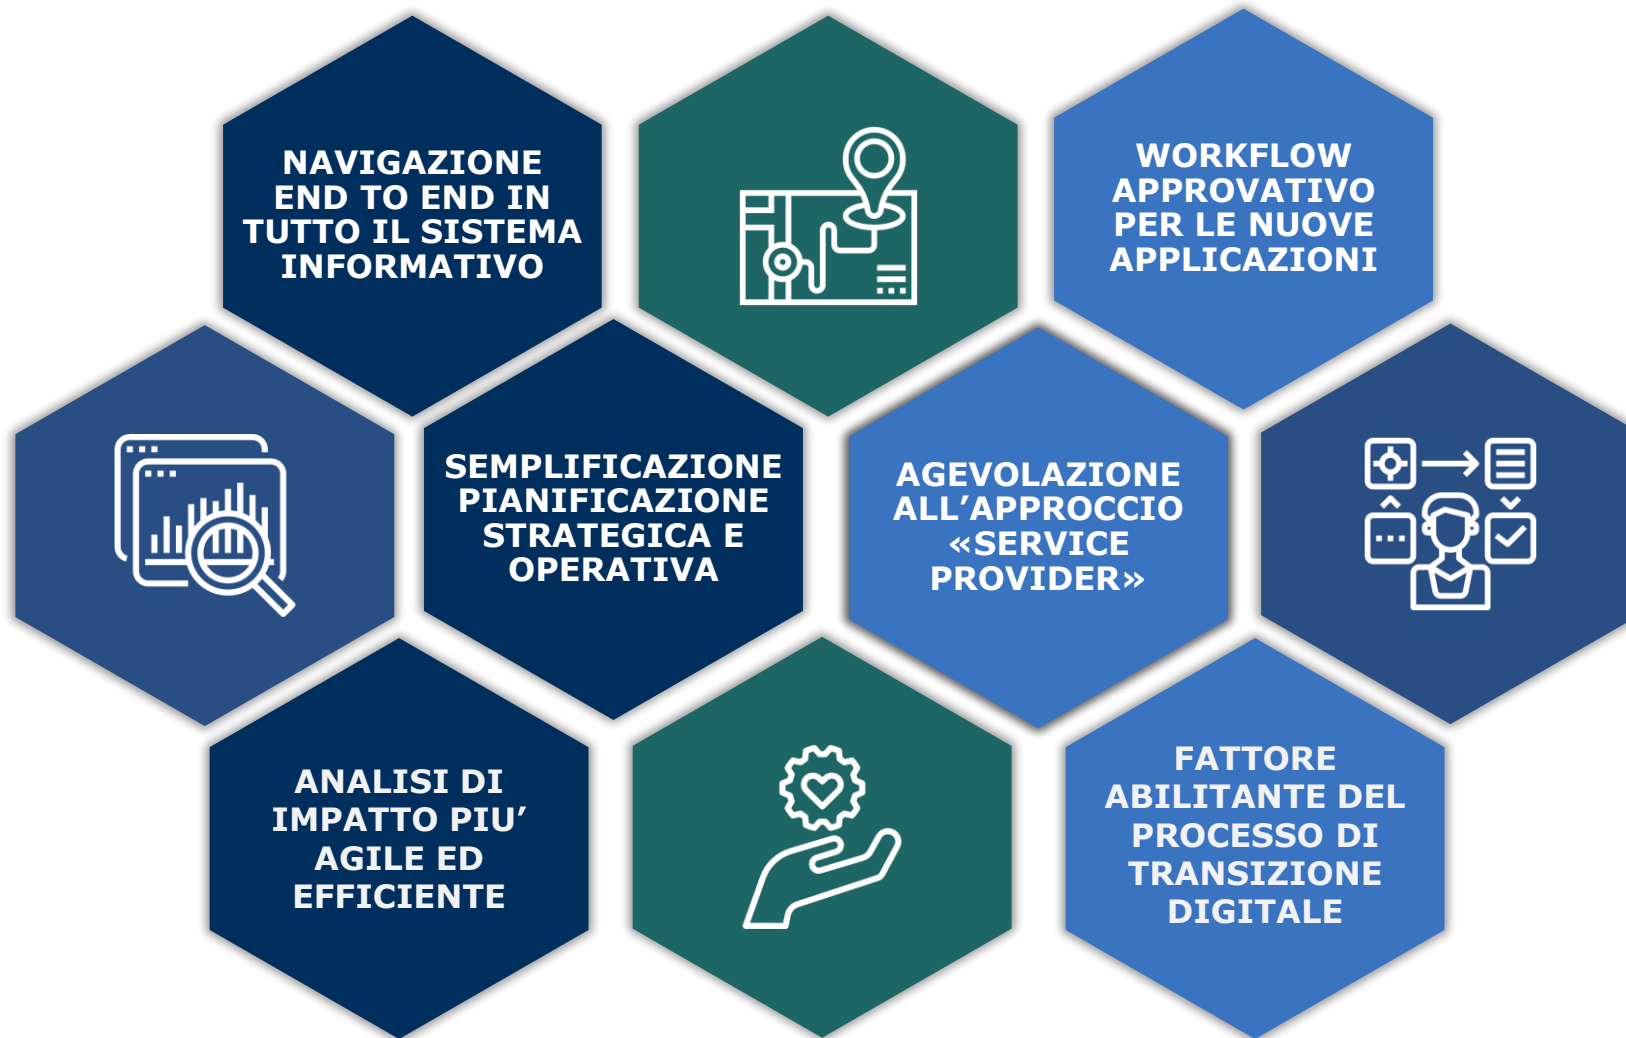 NAVIGAZIONE
END TO END IN
TUTTO IL SISTEMA
INFORMATIVO
WORKFLOW
APPROVATIVO
PER LE NUOVE
APPLICAZIONI
SEMPLIFICAZIONE
PIANIFICAZIONE
STRATEGICA E
OPERATIVA
AGEVOLAZIONE
ALL’APPROCCIO
«SERVICE
PROVIDER»
ANALISI DI
IMPATTO PIU’
AGILE ED
EFFICIENTE
FATTORE
ABILITANTE DEL
PROCESSO DI
TRANSIZIONE
DIGITALE